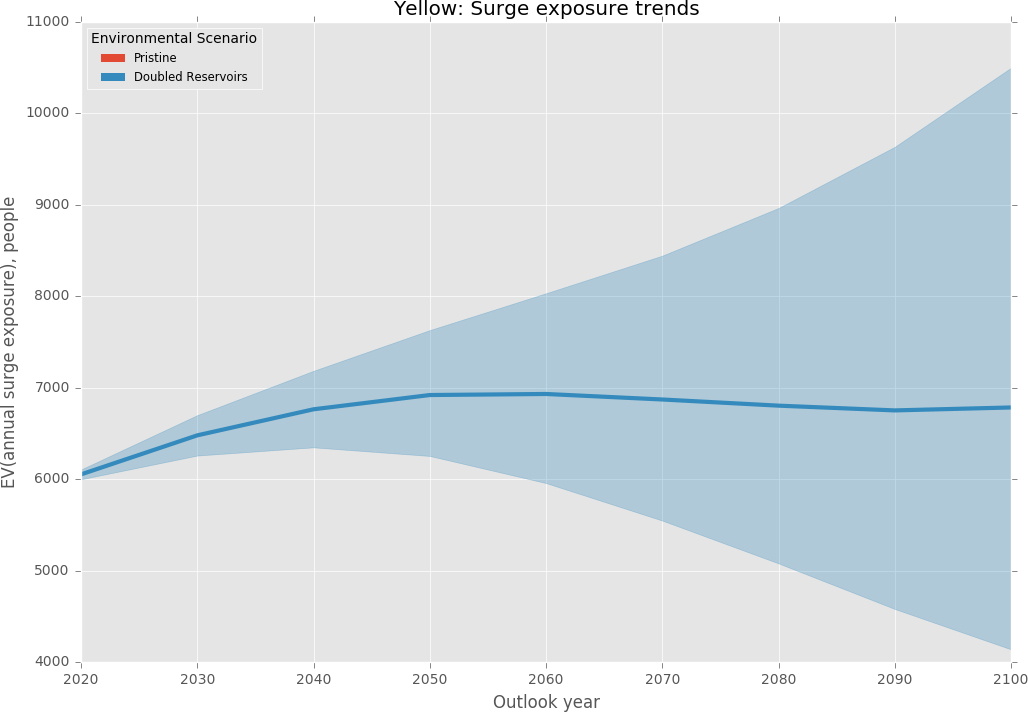 Yellow: Surge exposure trends
Environmental Scenario
Pristine
Doubled Reservoirs
11000
10000
9000
8000
7000
6000
5000
4000
EV(annual surge exposure), people
2020 2030 2040 2050 2060 2070 2080 2090 2100
Outlook year